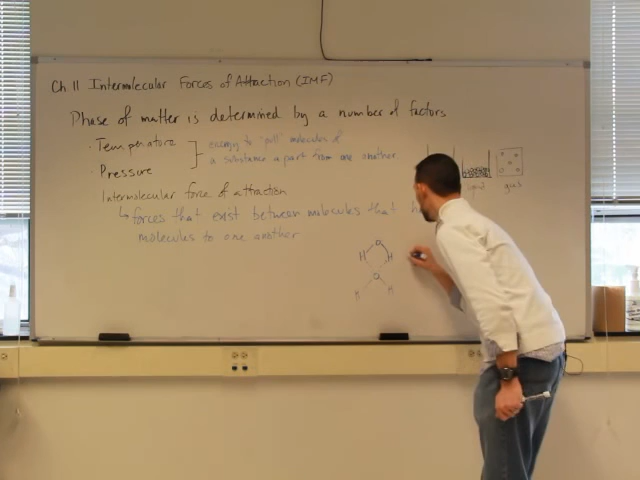 Ch 11 Intermolecular Forces of Attraction (IMF)
Phase of matter is determined by a number of factors
· Temperature
energy to "pull" molecules of
a substance apart from one another
· Pressure
Intermolecular force of attraction
↳ forces that exist between molecules that
molecules to one another
gas
O
H H
O
H H